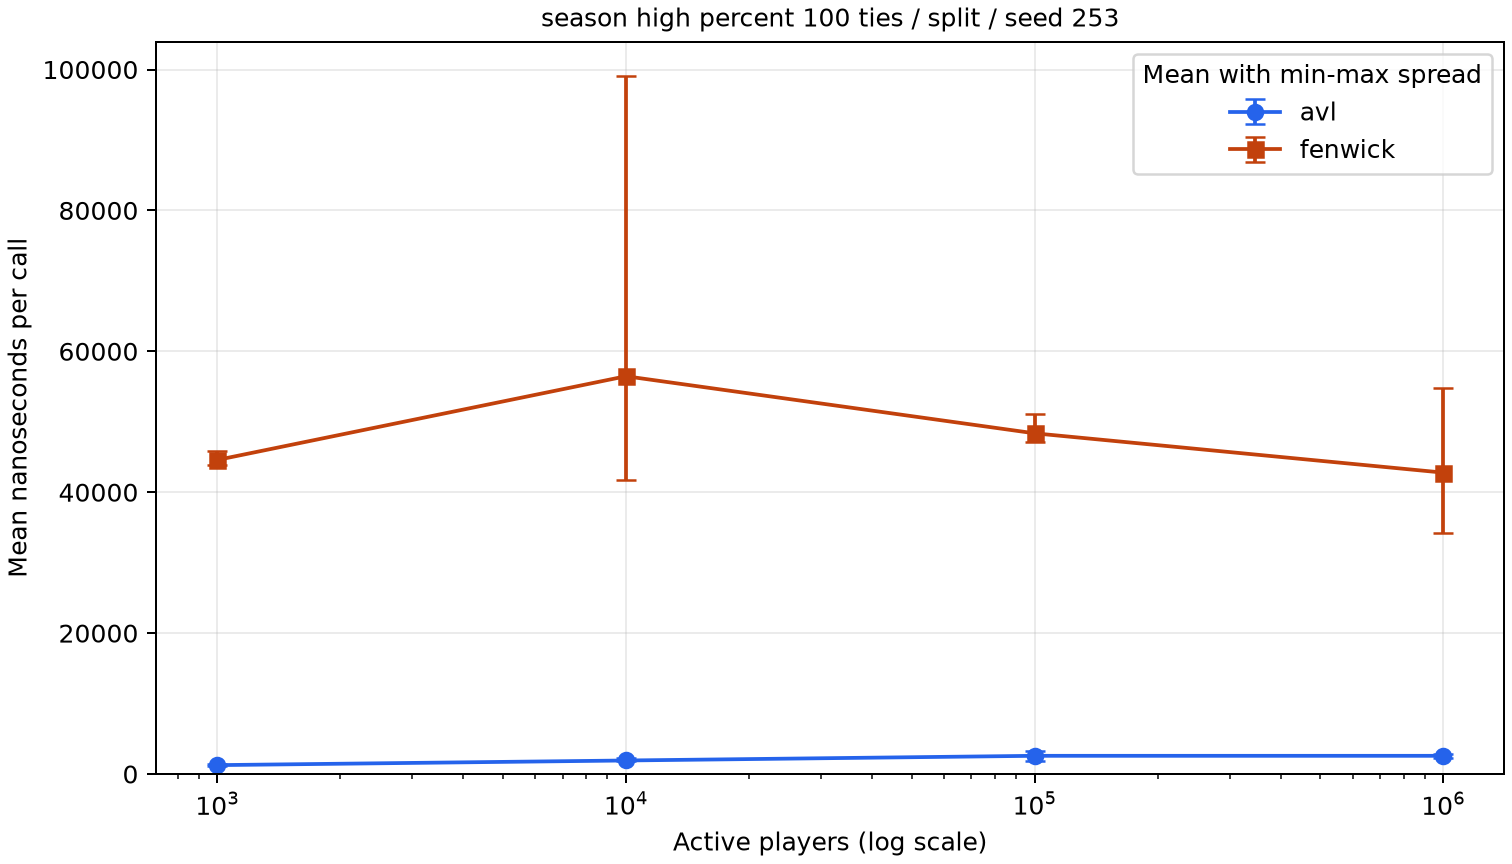 season high percent 100 ties / split / seed 253
Mean nanoseconds per call
100000
80000
60000
40000
20000
0
Mean with min-max spread
avl
fenwick
10³
10⁴
10⁵
10⁶
Active players (log scale)